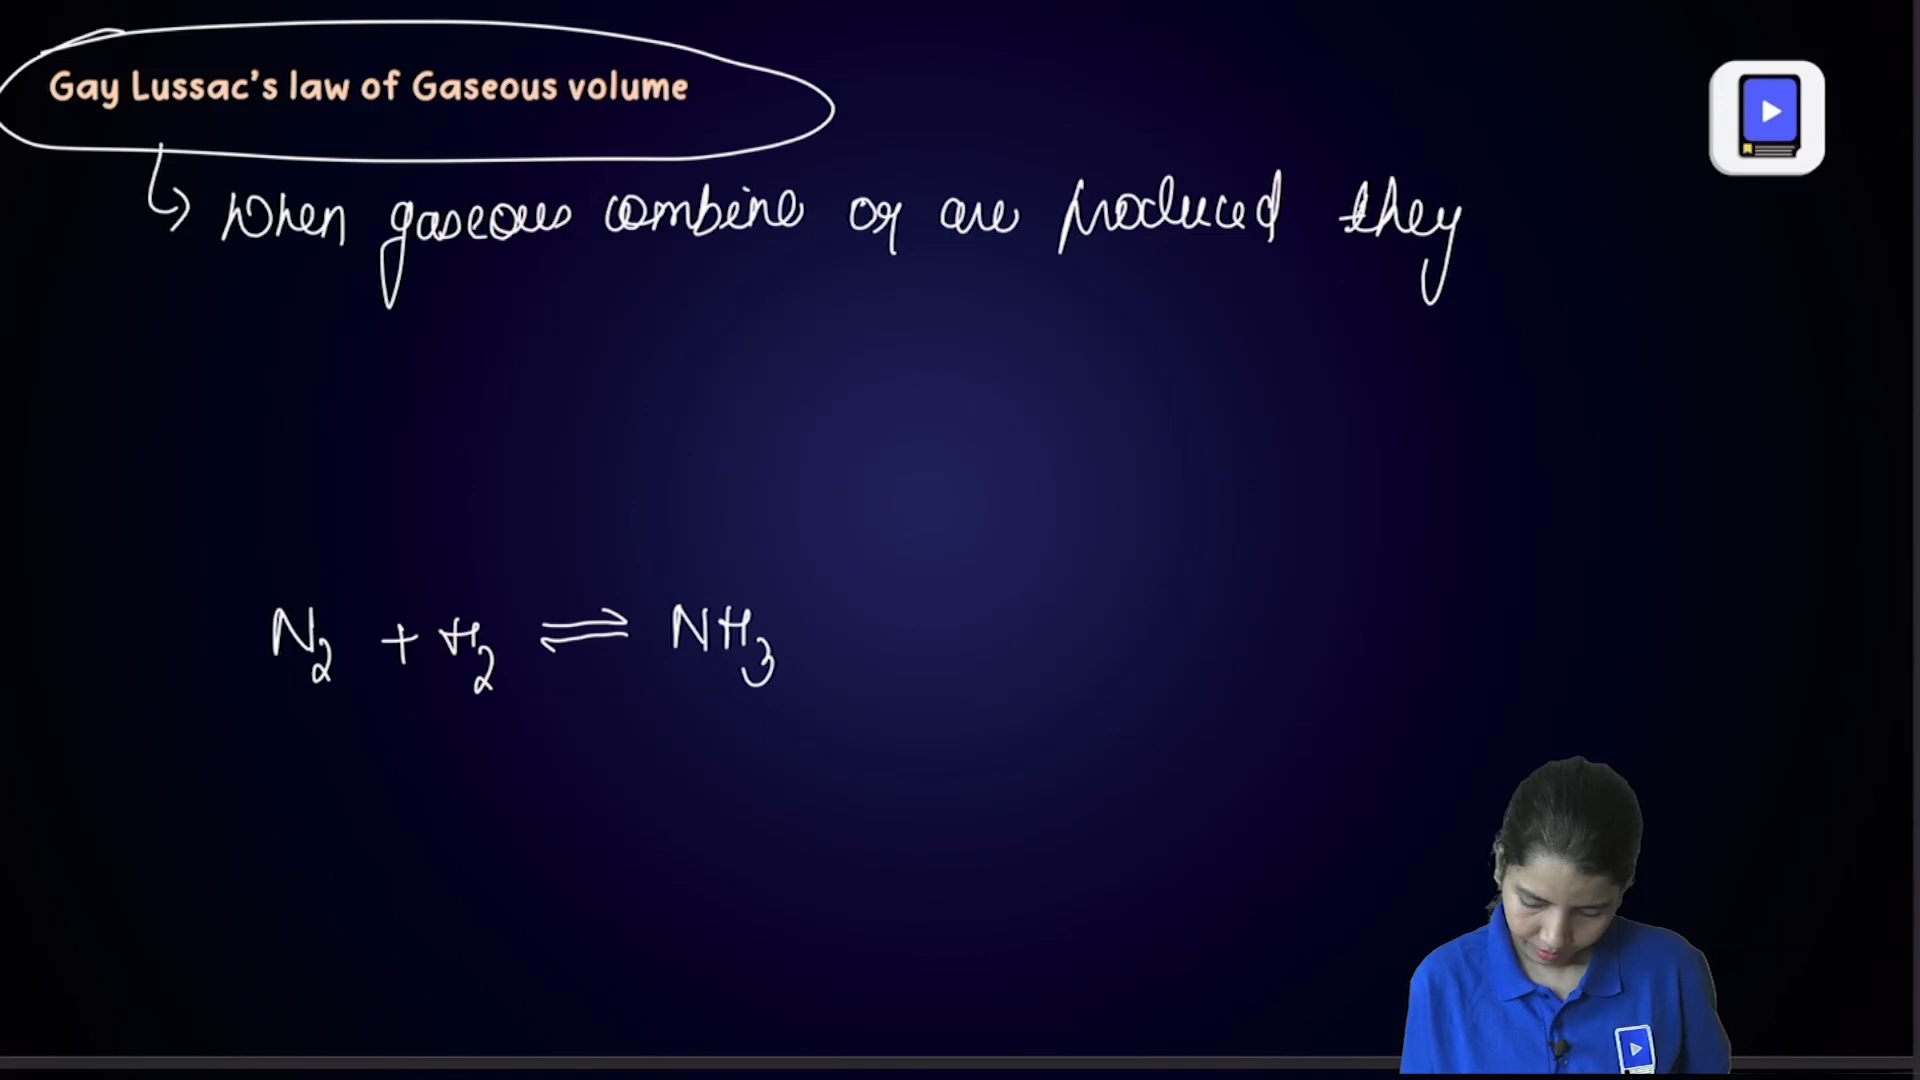 Gay Lussac's law of Gaseous volume
↳ when gaseous combine or are produced they
N₂ + H₂ ⇌ NH₃